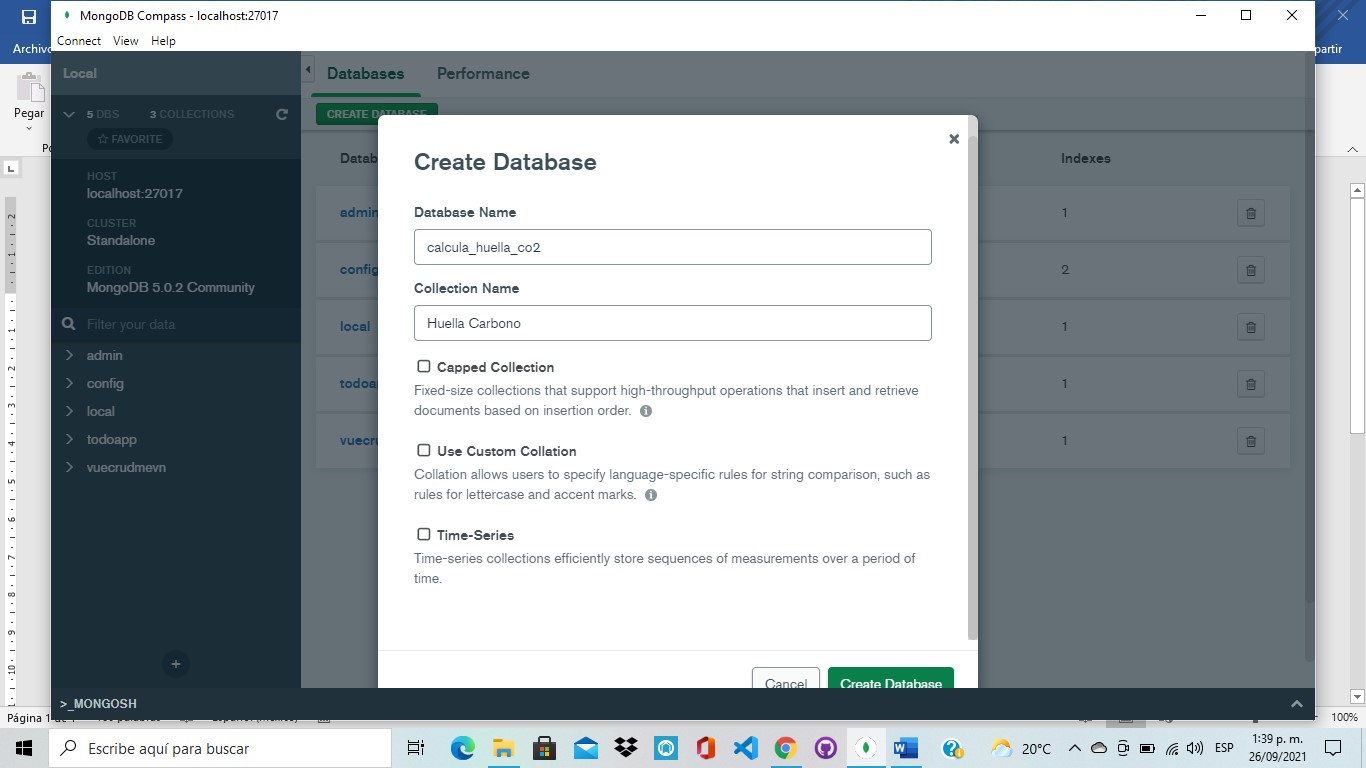 MongoDB Compass - localhost:27017
Archivo
partir
Connect View Help
Local
Databases Performance
Pegar
5 DBS 3 COLLECTIONS
CREATE DATABASE
FAVORITE
Create Database
Indexes
HOST
localhost:27017
Database Name
admin
1
calcula_huella_co2
CLUSTER
Standalone
config
2
EDITION
MongoDB 5.0.2 Community
Collection Name
Filter your data
Huella Carbono
local
1
admin
Capped Collection
config
Fixed-size collections that support high-throughput operations that insert and retrieve
documents based on insertion order.
1
local
todoapp
Use Custom Collation
1
vuecrudmevn
Collation allows users to specify language-specific rules for string comparison, such as
rules for lettercase and accent marks.
Time-Series
Time-series collections efficiently store sequences of measurements over a period of
time.
Cancel Create Database
>_MONGOSH
Página 1 de 1
100%
Escribe aquí para buscar
20°C
ESP
1:39 p. m.
26/09/2021